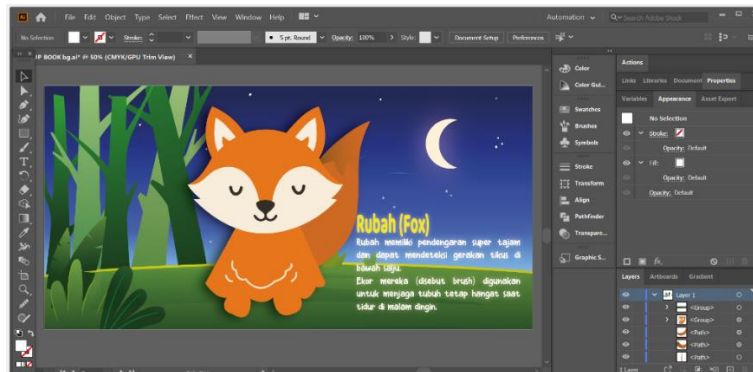 File Edit Object Type Select Effect View Window Help
Automation
Search Adobe Stock
No Selection
Stroke:
5 pt. Round
Opacity: 100%
Style:
Document Setup
Preferences
IP BOOK bg.ai* @ 50% (CMYK/GPU Trim View)
Rubah (Fox)
Rubah memiliki pendengaran super tajam
dan dapat mendeteksi gerakan tikus di
bawah salju.
Ekor mereka (disebut brush) digunakan
untuk menjaga tubuh tetap hangat saat
tidur di malam dingin.
Color
Color Gui...
Swatches
Brushes
Symbols
Stroke
Transform
Align
Pathfinder
Transpare...
Graphic S...
Actions
Links Libraries Document Properties
Variables Appearance Asset Export
No Selection
Stroke:
Opacity: Default
Fill:
Opacity: Default
Opacity: Default
Layers Artboards Gradient
Layer 1
<Group>
<Group>
<Path>
<Path>
<Path>
1 Layer